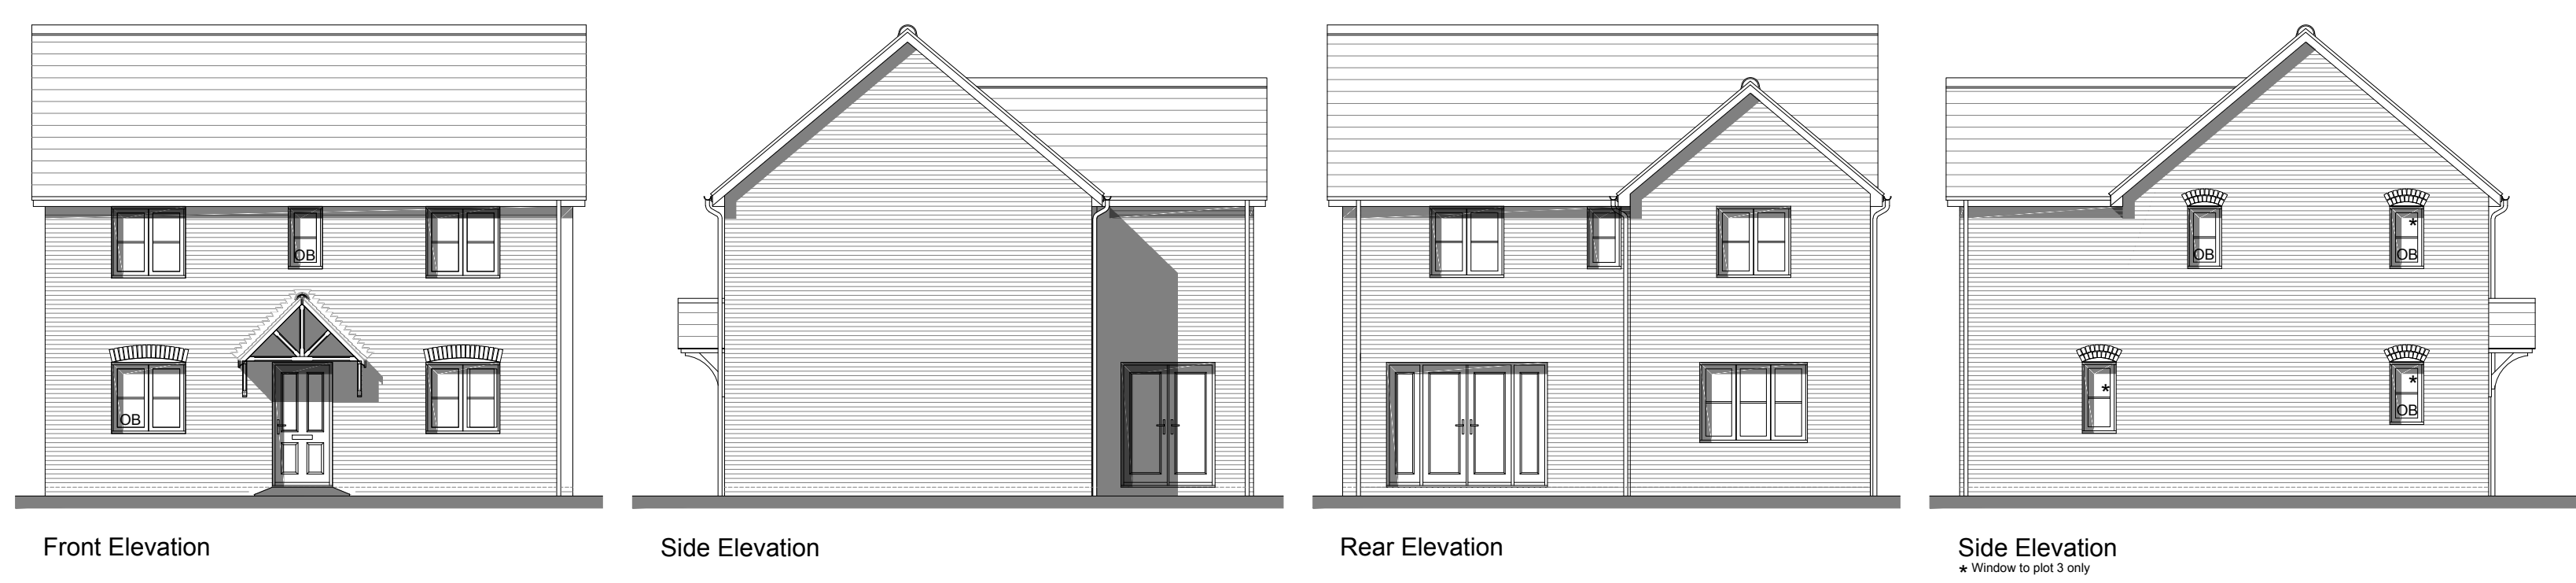 OB
OB
OB
*
OB
*
*
OB
Front Elevation
Side Elevation
Rear Elevation
Side Elevation
* Window to plot 3 only